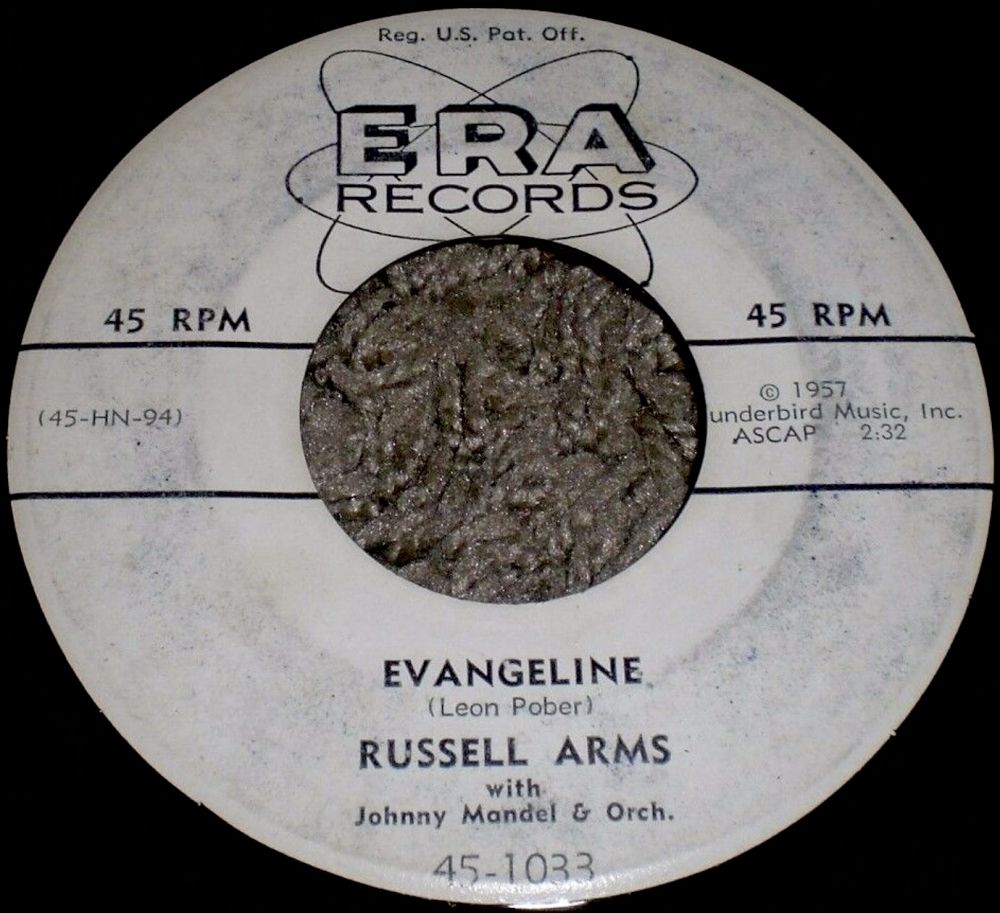 Reg. U.S. Pat. Off.
ERA
RECORDS
45 RPM
45 RPM
(45-HN-94)
© 1957
underbird Music, Inc.
ASCAP 2:32
EVANGELINE
(Leon Pober)
RUSSELL ARMS
with
Johnny Mandel & Orch.
45-1033